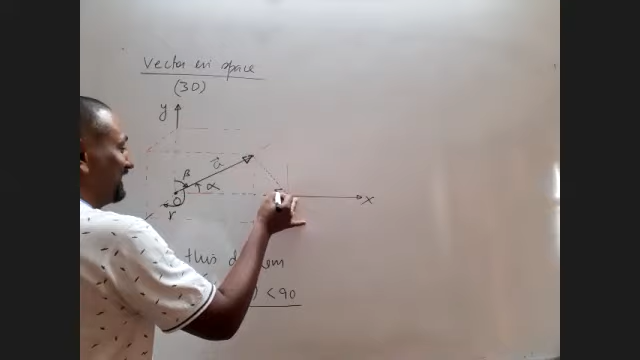 Vector in space
(3D)
y
a
β
α
O
γ
x
this
) < 90